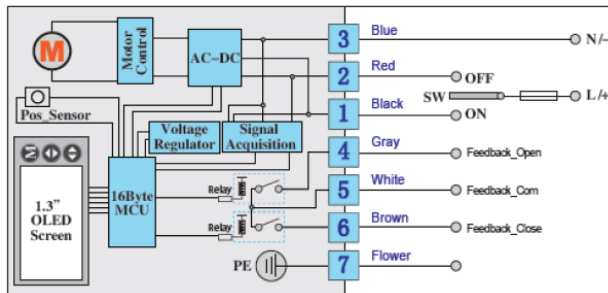 M
Motor
Control
AC-DC
Pos_Sensor
Voltage
Regulator
Signal
Acquisition
1.3"
OLED
Screen
16Byte
MCU
Relay
Relay
PE
3 Blue N/-
2 Red OFF
SW L/+
1 Black ON
4 Gray Feedback_Open
5 White Feedback_Com
6 Brown Feedback_Close
7 Flower